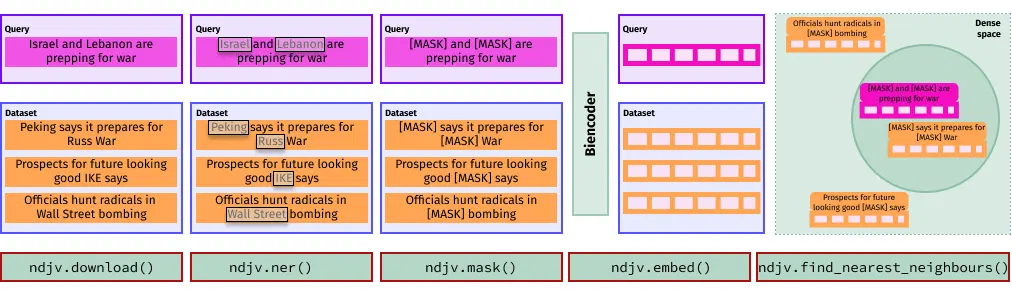 Query
Israel and Lebanon are
prepping for war
Dataset
Peking says it prepares for
Russ War
Prospects for future looking
good IKE says
Officials hunt radicals in
Wall Street bombing
ndjv.download()
Query
Israel and Lebanon are
prepping for war
Dataset
Peking says it prepares for
Russ War
Prospects for future looking
good IKE says
Officials hunt radicals in
Wall Street bombing
ndjv.ner()
Query
[MASK] and [MASK] are
prepping for war
Dataset
[MASK] says it prepares for
[MASK] War
Prospects for future looking
good [MASK] says
Officials hunt radicals in
[MASK] bombing
ndjv.mask()
Biencoder
Query
Dataset
ndjv.embed()
Dense
space
Officials hunt radicals in
[MASK] bombing
[MASK] and [MASK] are
prepping for war
[MASK] says it prepares for
[MASK] War
Prospects for future
looking good [MASK] says
ndjv.find_nearest_neighbours()